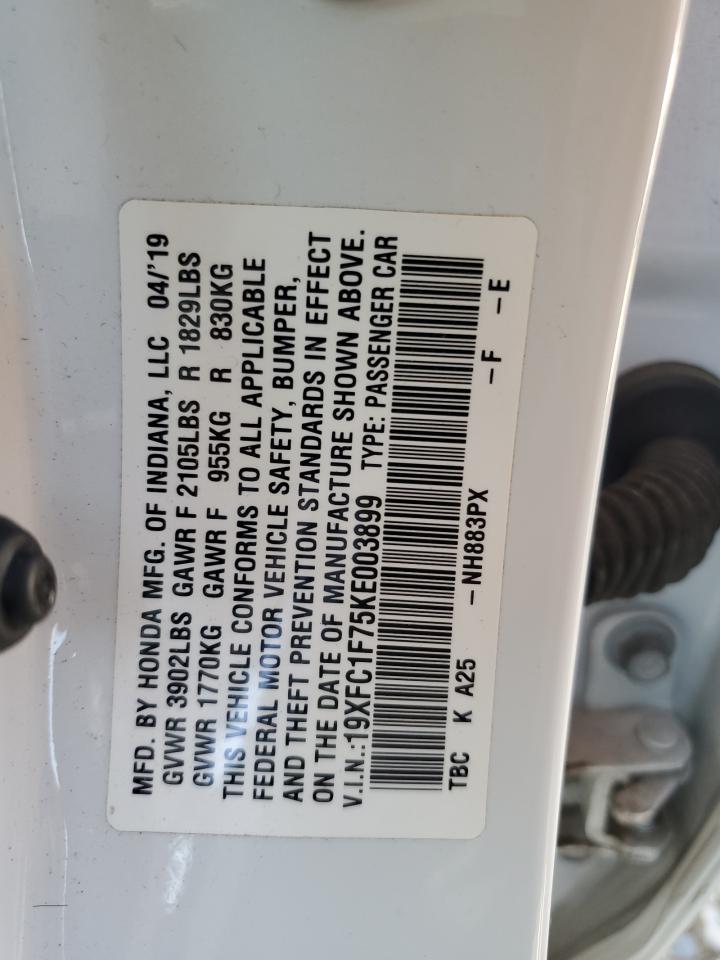 MFD. BY HONDA MFG. OF INDIANA, LLC 04/'19
GVWR 3902LBS GAWR F 2105LBS R 1829LBS
GVWR 1770KG GAWR F 955KG R 830KG
THIS VEHICLE CONFORMS TO ALL APPLICABLE
FEDERAL MOTOR VEHICLE SAFETY, BUMPER,
AND THEFT PREVENTION STANDARDS IN EFFECT
ON THE DATE OF MANUFACTURE SHOWN ABOVE.
V.I.N.:19XFC1F75KE003899 TYPE: PASSENGER CAR
TBC K A25 -NH883PX -F -E